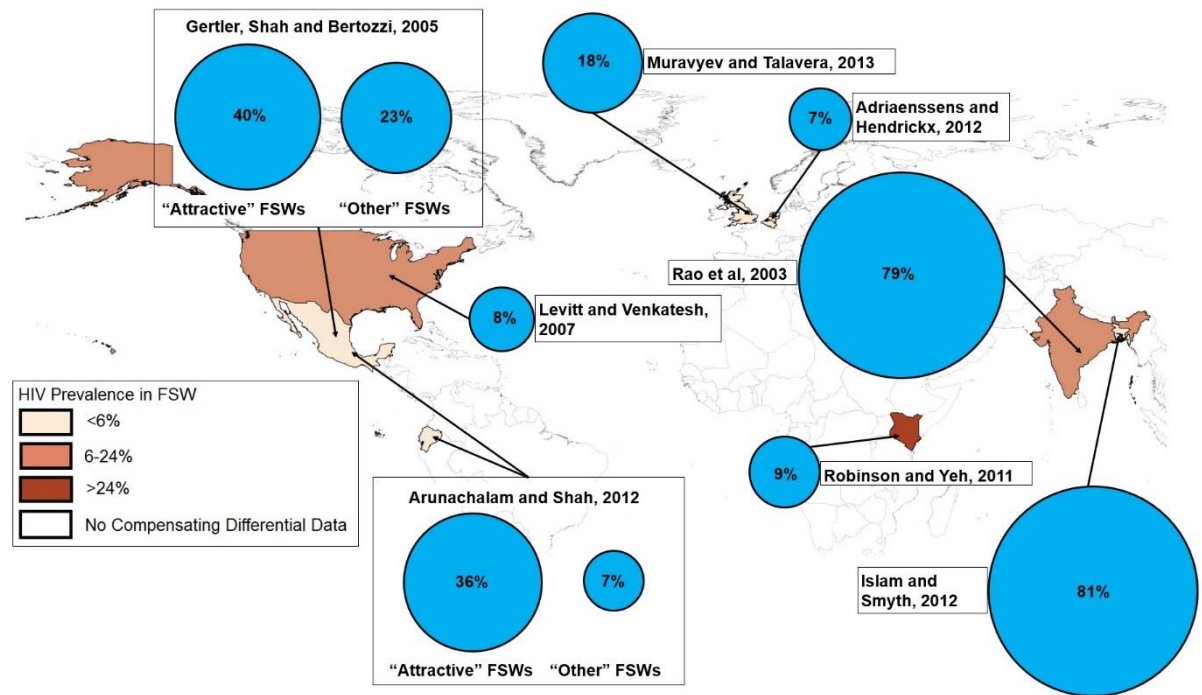 Gertler, Shah and Bertozzi, 2005
40%
23%
“Attractive” FSWs
“Other” FSWs
18%
Muravyev and Talavera, 2013
7%
Adriaenssens and
Hendrickx, 2012
Rao et al, 2003
79%
8%
Levitt and Venkatesh,
2007
HIV Prevalence in FSW
<6%
6-24%
>24%
No Compensating Differential Data
Arunachalam and Shah, 2012
36%
7%
“Attractive” FSWs
“Other” FSWs
9%
Robinson and Yeh, 2011
Islam and
Smyth, 2012
81%